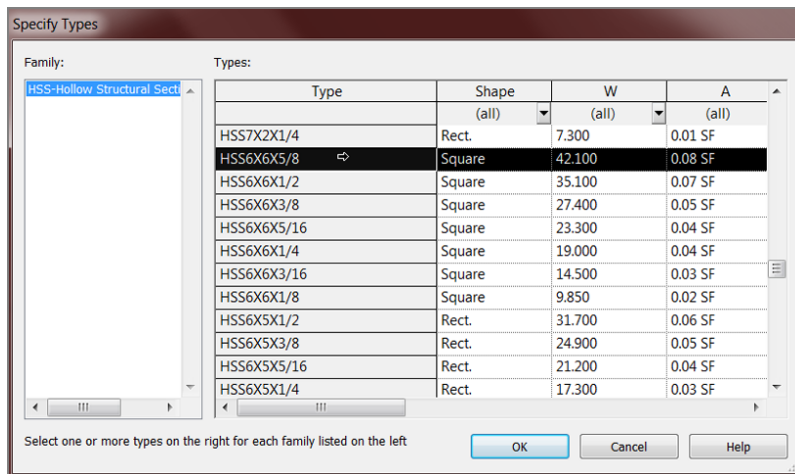 Specify Types
Family: Types:
HSS-Hollow Structural Secti
Type Shape W A
(all) (all) (all)
HSS7X2X1/4 Rect. 7.300 0.01 SF
HSS6X6X5/8 Square 42.100 0.08 SF
HSS6X6X1/2 Square 35.100 0.07 SF
HSS6X6X3/8 Square 27.400 0.05 SF
HSS6X6X5/16 Square 23.300 0.04 SF
HSS6X6X1/4 Square 19.000 0.04 SF
HSS6X6X3/16 Square 14.500 0.03 SF
HSS6X6X1/8 Square 9.850 0.02 SF
HSS6X5X1/2 Rect. 31.700 0.06 SF
HSS6X5X3/8 Rect. 24.900 0.05 SF
HSS6X5X5/16 Rect. 21.200 0.04 SF
HSS6X5X1/4 Rect. 17.300 0.03 SF
Select one or more types on the right for each family listed on the left
OK Cancel Help